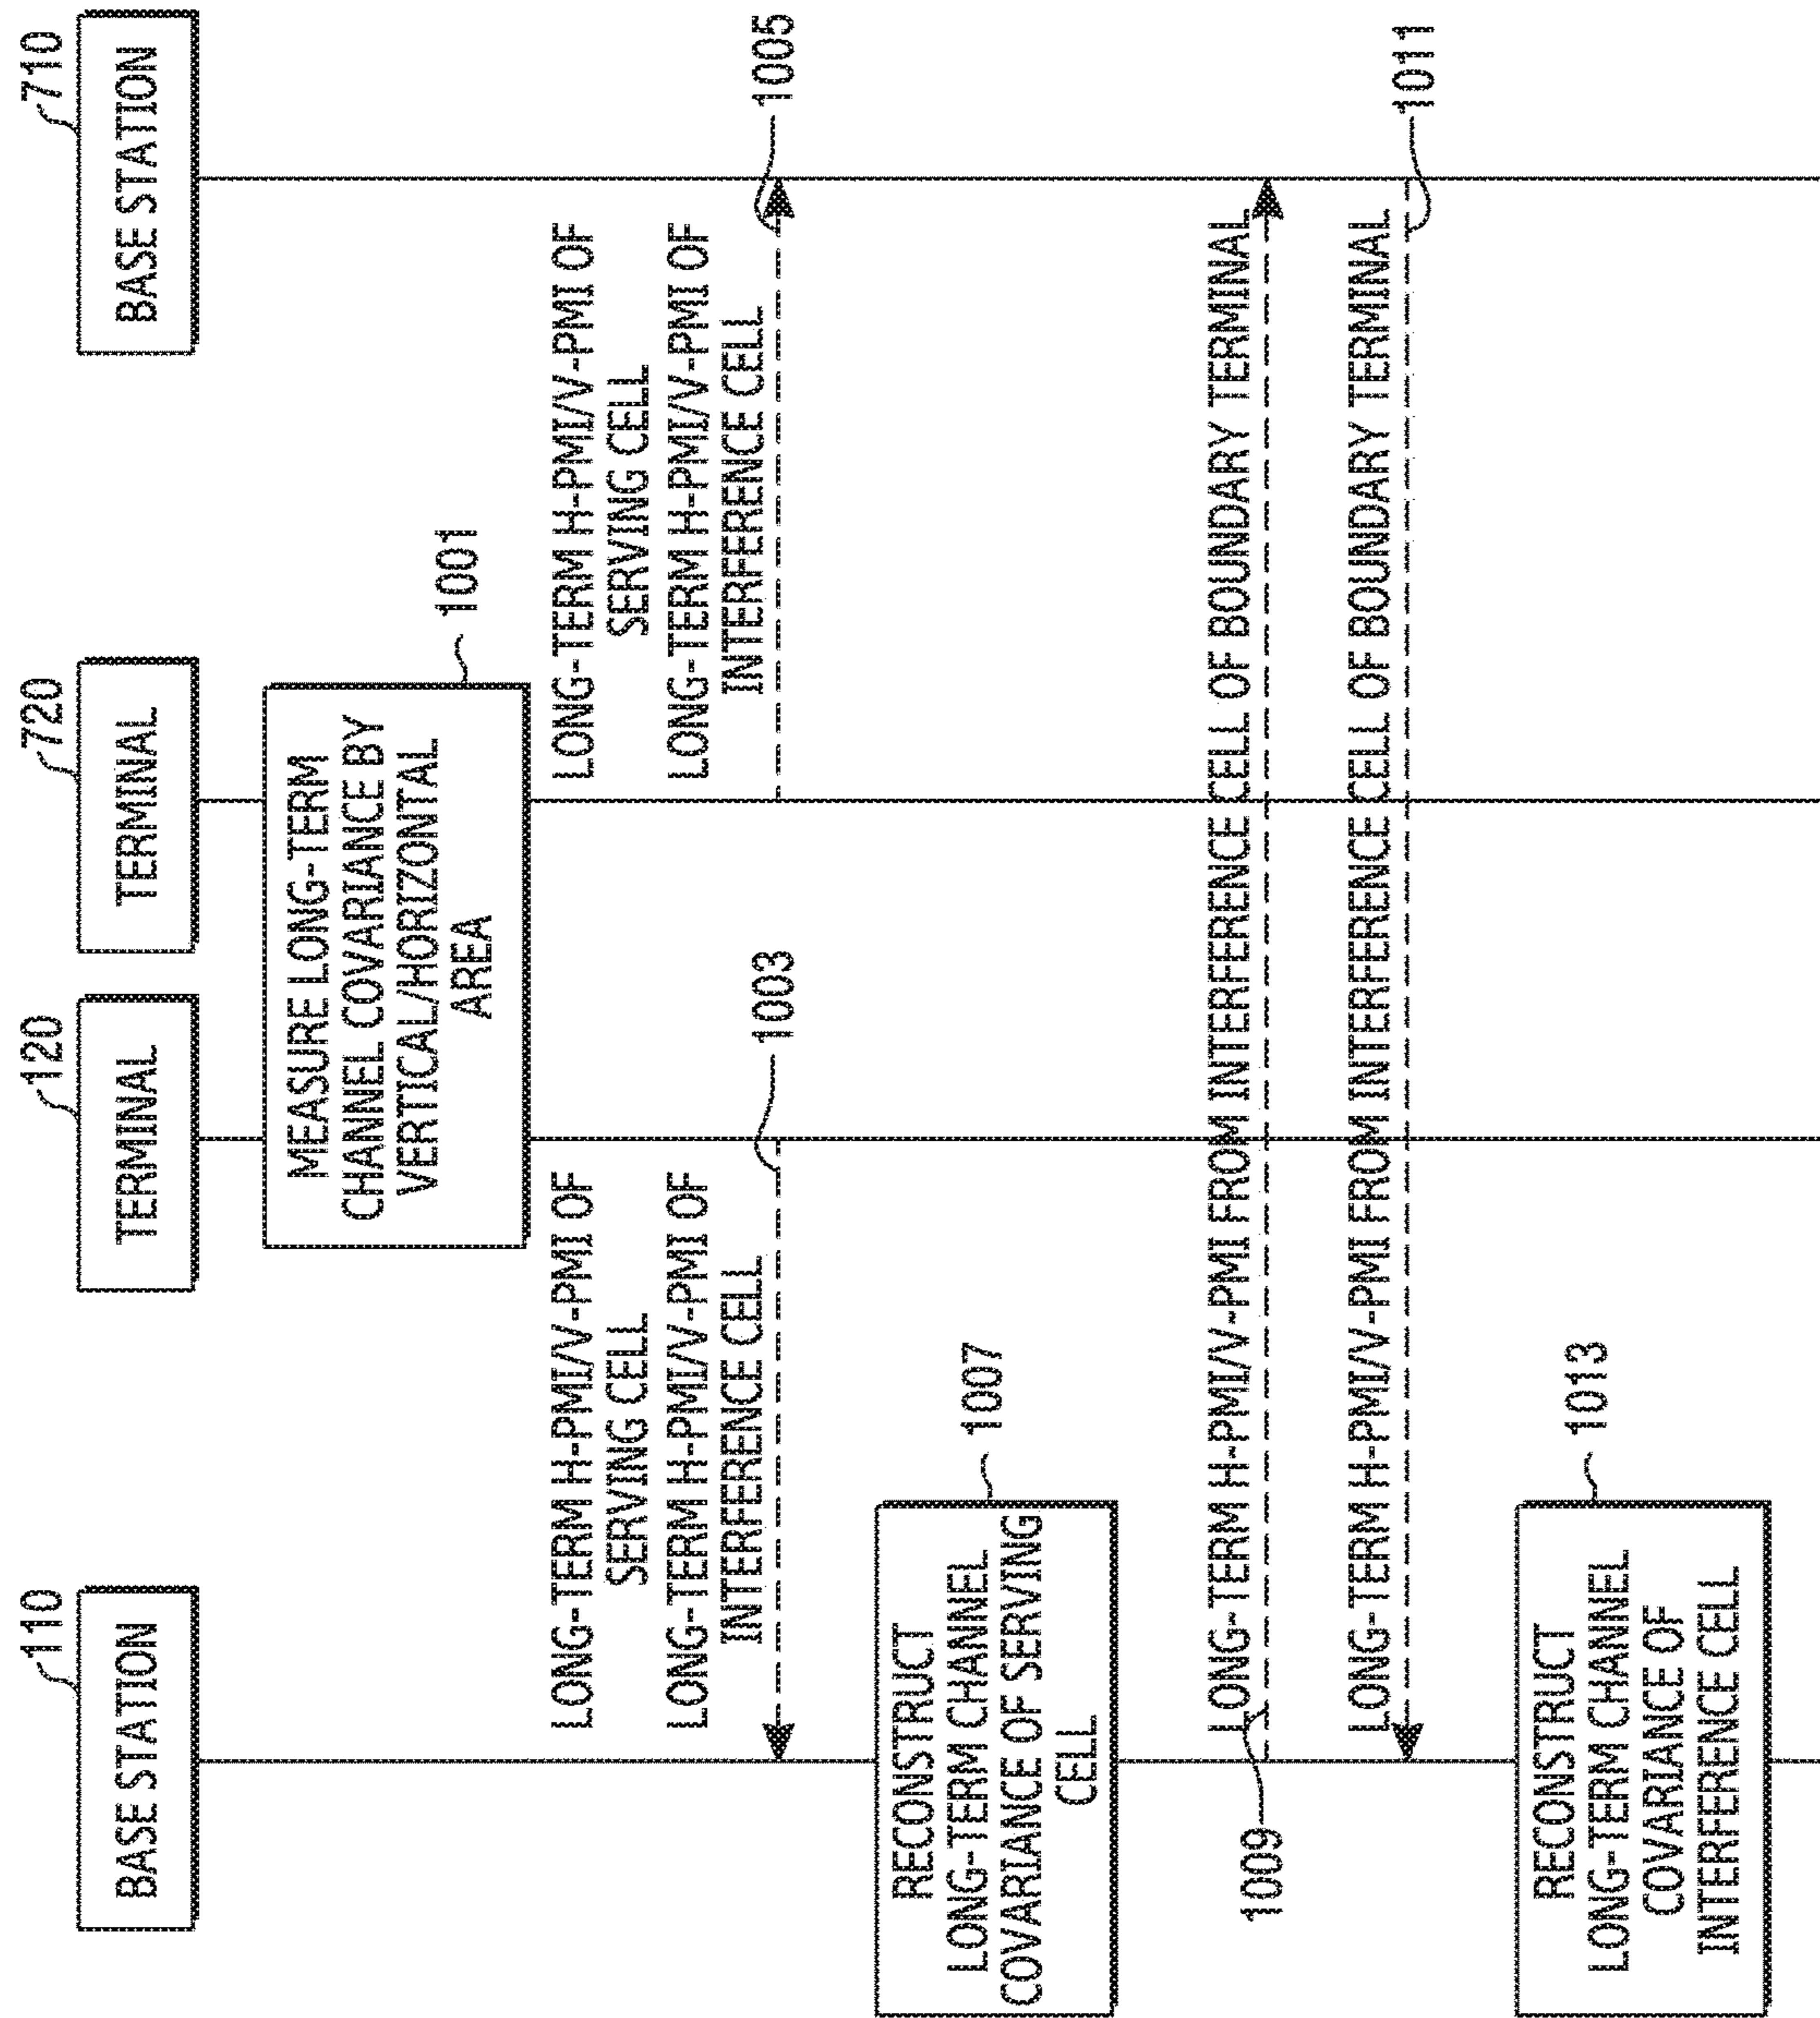 110
BASE STATION
120
TERMINAL
720
TERMINAL
710
BASE STATION
MEASURE LONG-TERM
CHANNEL COVARIANCE BY
VERTICAL/HORIZONTAL
AREA
1001
LONG-TERM H-PMI/V-PMI OF
SERVING CELL
LONG-TERM H-PMI/V-PMI OF
INTERFERENCE CELL
1003
LONG-TERM H-PMI/V-PMI OF
SERVING CELL
LONG-TERM H-PMI/V-PMI OF
INTERFERENCE CELL
1005
RECONSTRUCT
LONG-TERM CHANNEL
COVARIANCE OF SERVING
CELL
1007
LONG-TERM H-PMI/V-PMI FROM INTERFERENCE CELL OF BOUNDARY TERMINAL
1009
LONG-TERM H-PMI/V-PMI FROM INTERFERENCE CELL OF BOUNDARY TERMINAL
1011
RECONSTRUCT
LONG-TERM CHANNEL
COVARIANCE OF
INTERFERENCE CELL
1013